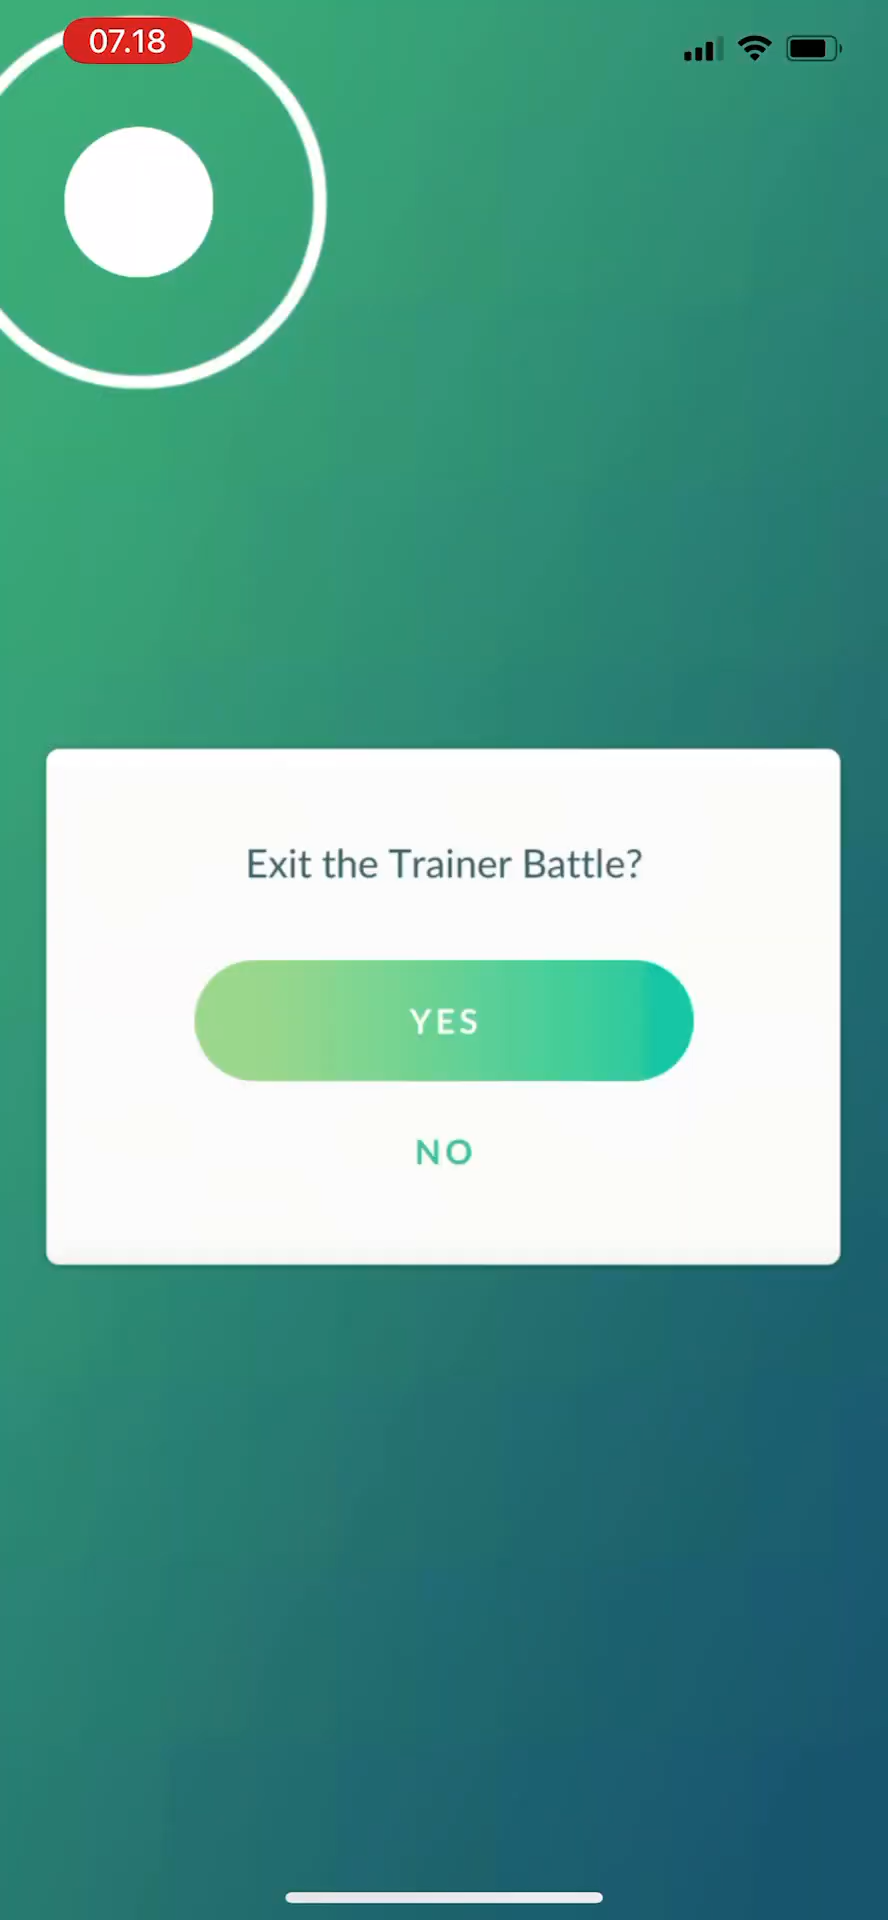 07.18
Exit the Trainer Battle?
YES
NO